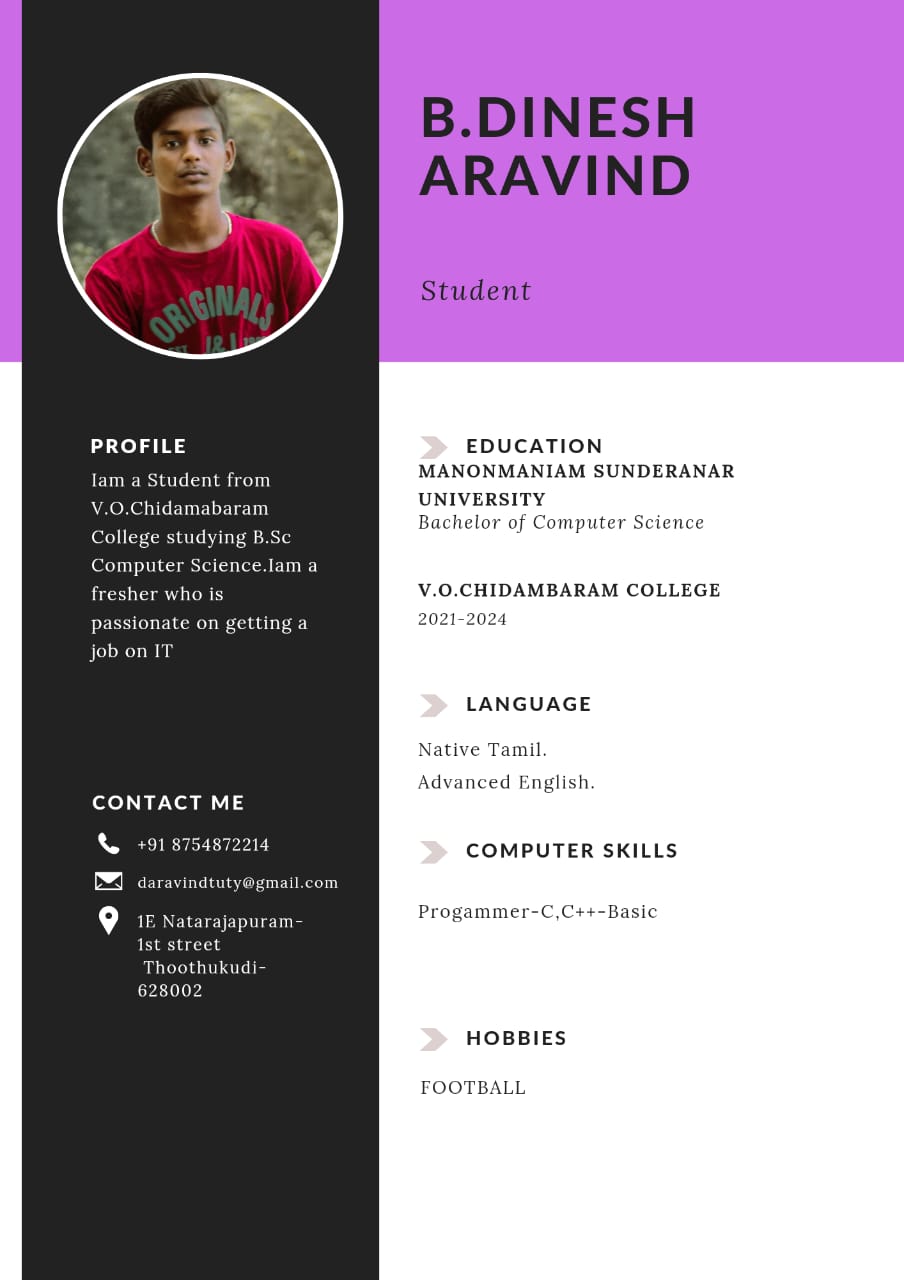 B.DINESH
ARAVIND
Student
ORIGINALS
PROFILE
Iam a Student from
V.O.Chidamabaram
College studying B.Sc
Computer Science.Iam a
fresher who is
passionate on getting a
job on IT
CONTACT ME
+91 8754872214
daravindtuty@gmail.com
1E Natarajapuram-
1st street
Thoothukudi-
628002
EDUCATION
MANONMANIAM SUNDERANAR
UNIVERSITY
Bachelor of Computer Science
V.O.CHIDAMBARAM COLLEGE
2021-2024
LANGUAGE
Native Tamil.
Advanced English.
COMPUTER SKILLS
Progammer-C,C++-Basic
HOBBIES
FOOTBALL